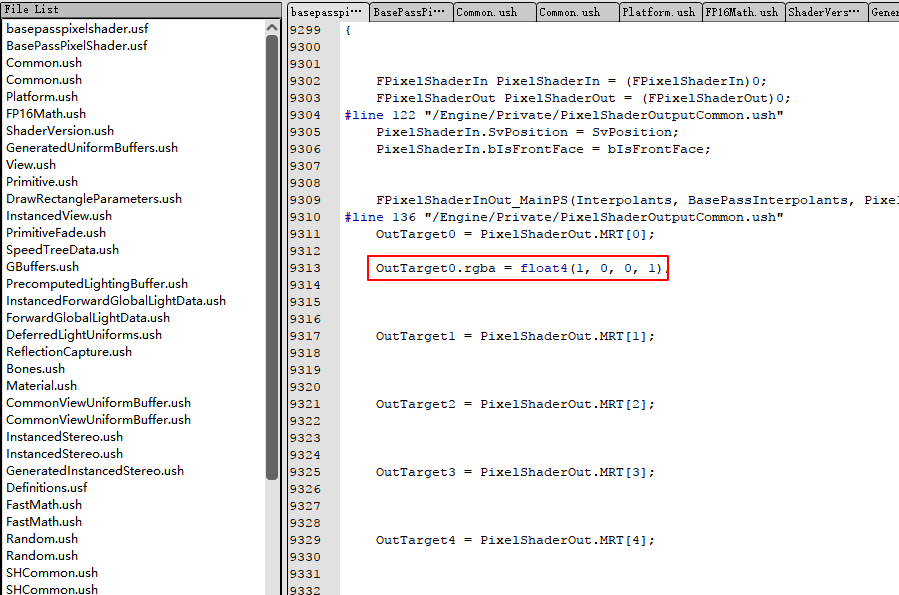 File List
basepasspixelshader.usf
BasePassPixelShader.usf
Common.ush
Common.ush
Platform.ush
FP16Math.ush
ShaderVersion.ush
GeneratedUniformBuffers.ush
View.ush
Primitive.ush
DrawRectangleParameters.ush
InstancedView.ush
PrimitiveFade.ush
SpeedTreeData.ush
GBuffers.ush
PrecomputedLightingBuffer.ush
InstancedForwardGlobalLightData.ush
ForwardGlobalLightData.ush
DeferredLightUniforms.ush
ReflectionCapture.ush
Bones.ush
Material.ush
CommonViewUniformBuffer.ush
CommonViewUniformBuffer.ush
InstancedStereo.ush
InstancedStereo.ush
GeneratedInstancedStereo.ush
Definitions.usf
FastMath.ush
FastMath.ush
Random.ush
Random.ush
SHCommon.ush
SHCommon.ush
basepasspi··· BasePassPi··· Common.ush Common.ush Platform.ush FP16Math.ush ShaderVers··· Gener
9299 {
9300
9301
9302 FPixelShaderIn PixelShaderIn = (FPixelShaderIn)0;
9303 FPixelShaderOut PixelShaderOut = (FPixelShaderOut)0;
9304 #line 122 "/Engine/Private/PixelShaderOutputCommon.ush"
9305 PixelShaderIn.SvPosition = SvPosition;
9306 PixelShaderIn.bIsFrontFace = bIsFrontFace;
9307
9308
9309 FPixelShaderInOut_MainPS(Interpolants, BasePassInterpolants, Pixel
9310 #line 136 "/Engine/Private/PixelShaderOutputCommon.ush"
9311 OutTarget0 = PixelShaderOut.MRT[0];
9312
9313 OutTarget0.rgba = float4(1, 0, 0, 1)
9314
9315
9316
9317 OutTarget1 = PixelShaderOut.MRT[1];
9318
9319
9320
9321 OutTarget2 = PixelShaderOut.MRT[2];
9322
9323
9324
9325 OutTarget3 = PixelShaderOut.MRT[3];
9326
9327
9328
9329 OutTarget4 = PixelShaderOut.MRT[4];
9330
9331
9332